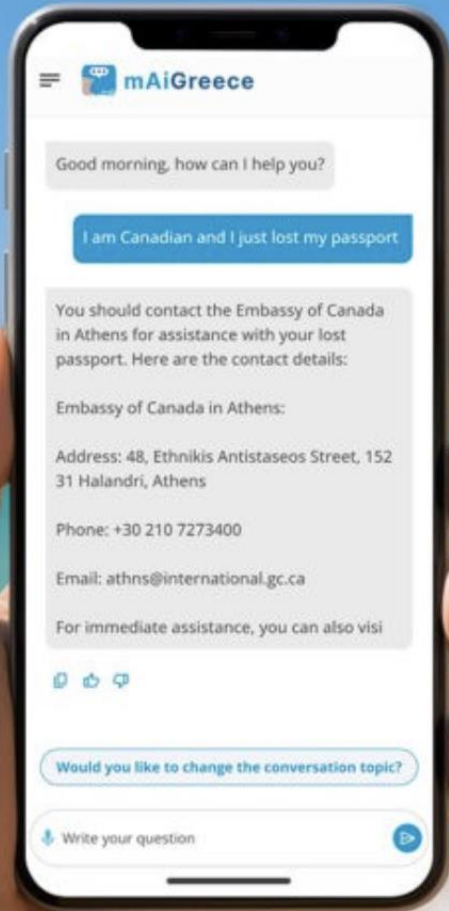 mAiGreece
Good morning, how can I help you?
I am Canadian and I just lost my passport
You should contact the Embassy of Canada
in Athens for assistance with your lost
passport. Here are the contact details:
Embassy of Canada in Athens:
Address: 48, Ethnikis Antistaseos Street, 152
31 Halandri, Athens
Phone: +30 210 7273400
Email: athns@international.gc.ca
For immediate assistance, you can also visi
Would you like to change the conversation topic?
Write your question